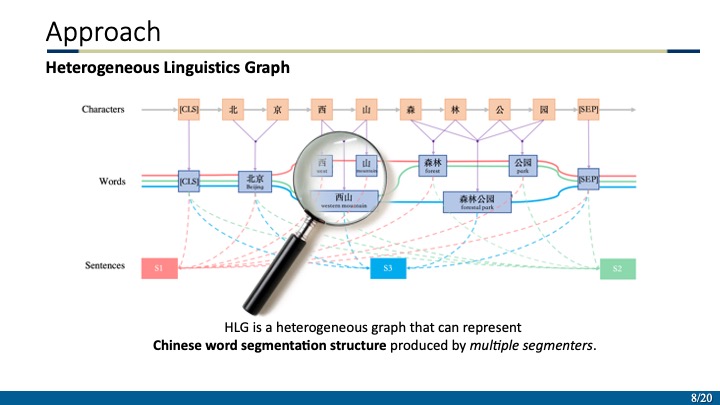 Approach
Heterogeneous Linguistics Graph
Characters [CLS] 北 京 西 山 森 林 公 园 [SEP]
Words [CLS] 北京 西 山 森林 公园 [SEP]
Beijing west mountain forest park
西山 森林公园
western mountain forestal park
Sentences S1 S3 S2
HLG is a heterogeneous graph that can represent
Chinese word segmentation structure produced by multiple segmenters.
8/20